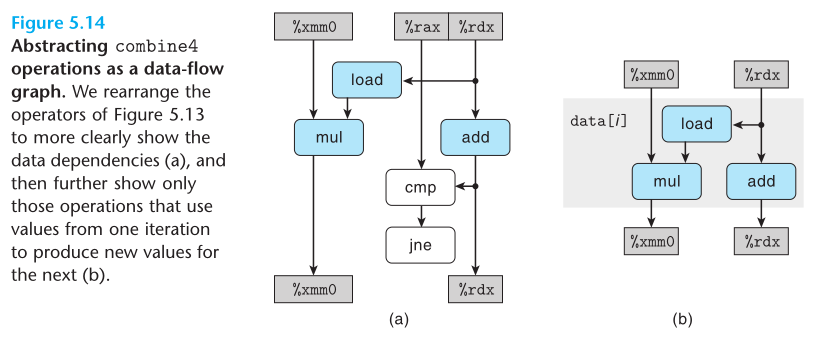 Figure 5.14
Abstracting combine4
operations as a data-flow
graph. We rearrange the
operators of Figure 5.13
to more clearly show the
data dependencies (a), and
then further show only
those operations that use
values from one iteration
to produce new values for
the next (b).
%xmm0 %rax %rdx
load
mul add
cmp
jne
%xmm0 %rdx
(a)
%xmm0 %rdx
data[i] load
mul add
%xmm0 %rdx
(b)